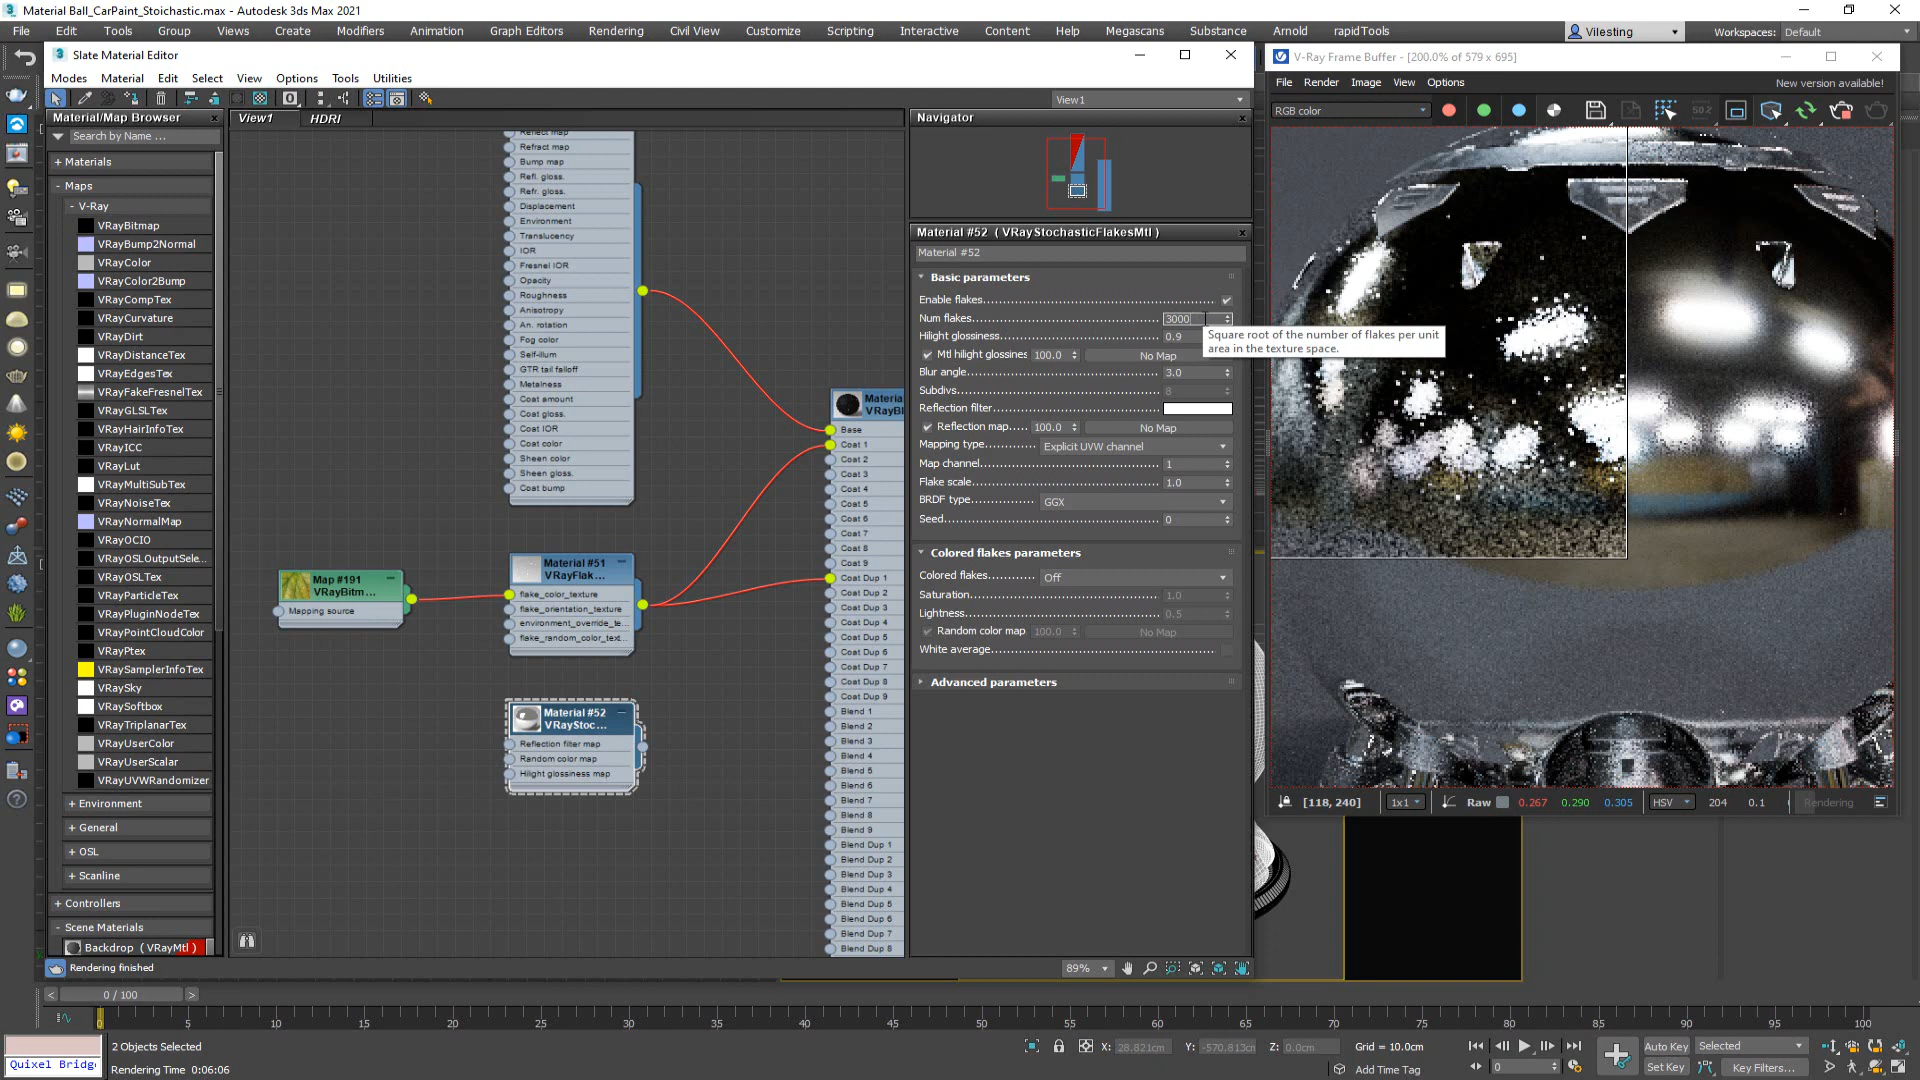 Material Ball_CarPaint_Stoichastic.max - Autodesk 3ds Max 2021
File Edit Tools Group Views Create Modifiers Animation Graph Editors Rendering Civil View Customize Scripting Interactive Content Help Megascans Substance Arnold rapidTools Vilesting Workspaces: Default
Slate Material Editor
Modes Material Edit Select View Options Tools Utilities
View1
Material/Map Browser
Search by Name ...
+ Materials
- Maps
- V-Ray
VRayBitmap
VRayBump2Normal
VRayColor
VRayColor2Bump
VRayCompTex
VRayCurvature
VRayDirt
VRayDistanceTex
VRayEdgesTex
VRayFakeFresnelTex
VRayGLSLTex
VRayHairInfoTex
VRayICC
VRayLut
VRayMultiSubTex
VRayNoiseTex
VRayNormalMap
VRayOCIO
VRayOSLOutputSele...
VRayOSLTex
VRayParticleTex
VRayPluginNodeTex
VRayPointCloudColor
VRayPtex
VRaySamplerInfoTex
VRaySky
VRaySoftbox
VRayTriplanarTex
VRayUserColor
VRayUserScalar
VRayUVWRandomizer
+ Environment
+ General
+ OSL
+ Scanline
+ Controllers
- Scene Materials
Backdrop ( VRayMtl )
Rendering finished
View1 HDRI
Reflect map
Refract map
Bump map
Refl. gloss.
Refr. gloss.
Displacement
Environment
Translucency
IOR
Fresnel IOR
Opacity
Roughness
Anisotropy
An. rotation
Fog color
Self-illum
GTR tail falloff
Metalness
Coat amount
Coat gloss.
Coat IOR
Coat color
Sheen color
Sheen gloss.
Coat bump
Map #191
VRayBitm...
Mapping source
Material #51
VRayFlak...
flake_color_texture
flake_orientation_texture
environment_override_te...
flake_random_color_text...
Material #52
VRayStoc...
Reflection filter map
Random color map
Hilight glossiness map
Materia
VRayBl
Base
Coat 1
Coat 2
Coat 3
Coat 4
Coat 5
Coat 6
Coat 7
Coat 8
Coat 9
Coat Dup 1
Coat Dup 2
Coat Dup 3
Coat Dup 4
Coat Dup 5
Coat Dup 6
Coat Dup 7
Coat Dup 8
Coat Dup 9
Blend 1
Blend 2
Blend 3
Blend 4
Blend 5
Blend 6
Blend 7
Blend 8
Blend 9
Blend Dup 1
Blend Dup 2
Blend Dup 3
Blend Dup 4
Blend Dup 5
Blend Dup 6
Blend Dup 7
Blend Dup 8
Navigator
Material #52 ( VRayStochasticFlakesMtl )
Material #52
Basic parameters
Enable flakes
Num flakes 3000
Hilight glossiness 0.9
Mtl hilight glossines 100.0 No Map
Blur angle 3.0
Subdivs 8
Reflection filter
Reflection map 100.0 No Map
Mapping type Explicit UVW channel
Map channel 1
Flake scale 1.0
BRDF type GGX
Seed 0
Colored flakes parameters
Colored flakes Off
Saturation 1.0
Lightness 0.5
Random color map 100.0 No Map
White average
Advanced parameters
Square root of the number of flakes per unit
area in the texture space.
89%
V-Ray Frame Buffer - [200,0% of 579 x 695]
File Render Image View Options New version available!
RGB color
[118, 240] 1x1 Raw 0.267 0.290 0.305 HSV 204 0.1 Rendering
< 0 / 100 >
0 5 10 15 20 25 30 35 40 45 50 55 60 65 70 75 80 85 90 95 100
2 Objects Selected
Quixel Bridg
Rendering Time 0:06:06
X: 28.821cm Y: -570.813cm Z: 0.0cm Grid = 10.0cm
Add Time Tag
0
Auto Key Selected
Set Key Key Filters...